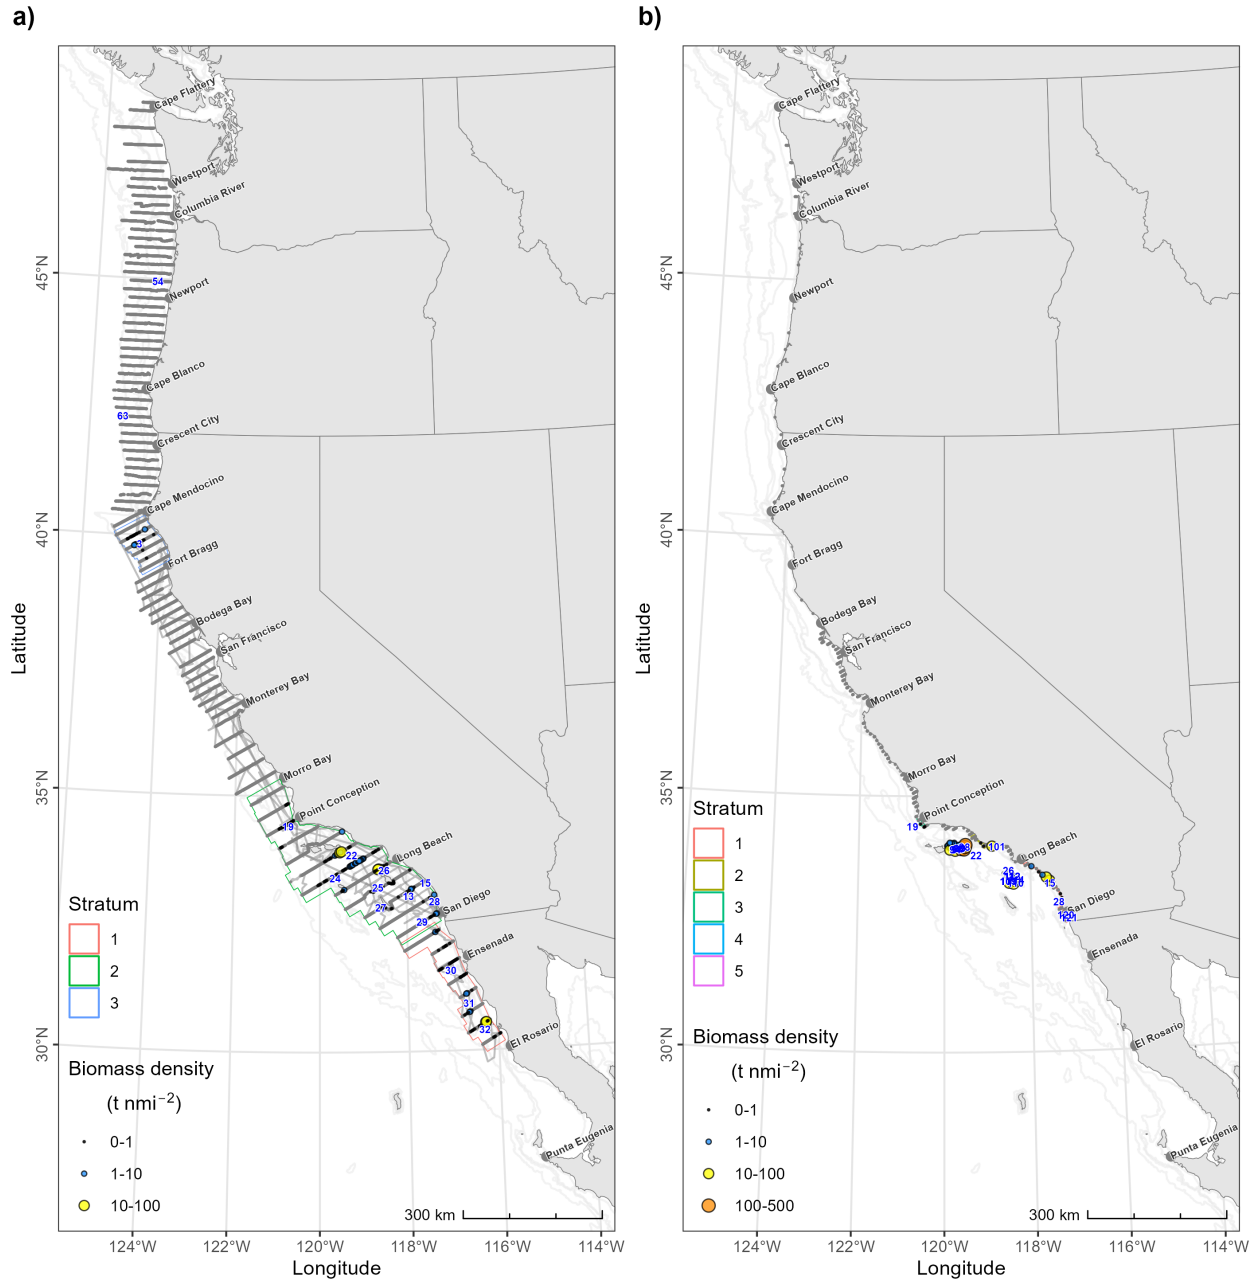 a)
Cape Flattery
Westport
Columbia River
45°N
54
Newport
Cape Blanco
63
Crescent City
Cape Mendocino
40°N
3
Fort Bragg
Bodega Bay
San Francisco
Latitude
Monterey Bay
35°N
Morro Bay
Point Conception
19
22
Long Beach
26
24
25
15
13
28
27
San Diego
29
Ensenada
30
31
32
El Rosario
30°N
Punta Eugenia
Stratum
1
2
3
Biomass density
(t nmi−2)
0-1
1-10
10-100
300 km
124°W
122°W
120°W
118°W
116°W
114°W
Longitude
b)
Cape Flattery
Westport
Columbia River
45°N
Newport
Cape Blanco
Crescent City
Cape Mendocino
40°N
Fort Bragg
Bodega Bay
San Francisco
Latitude
Monterey Bay
35°N
Morro Bay
Point Conception
19
101
22
Long Beach
26
15
28
San Diego
120
121
Ensenada
El Rosario
30°N
Punta Eugenia
Stratum
1
2
3
4
5
Biomass density
(t nmi−2)
0-1
1-10
10-100
100-500
300 km
124°W
122°W
120°W
118°W
116°W
114°W
Longitude